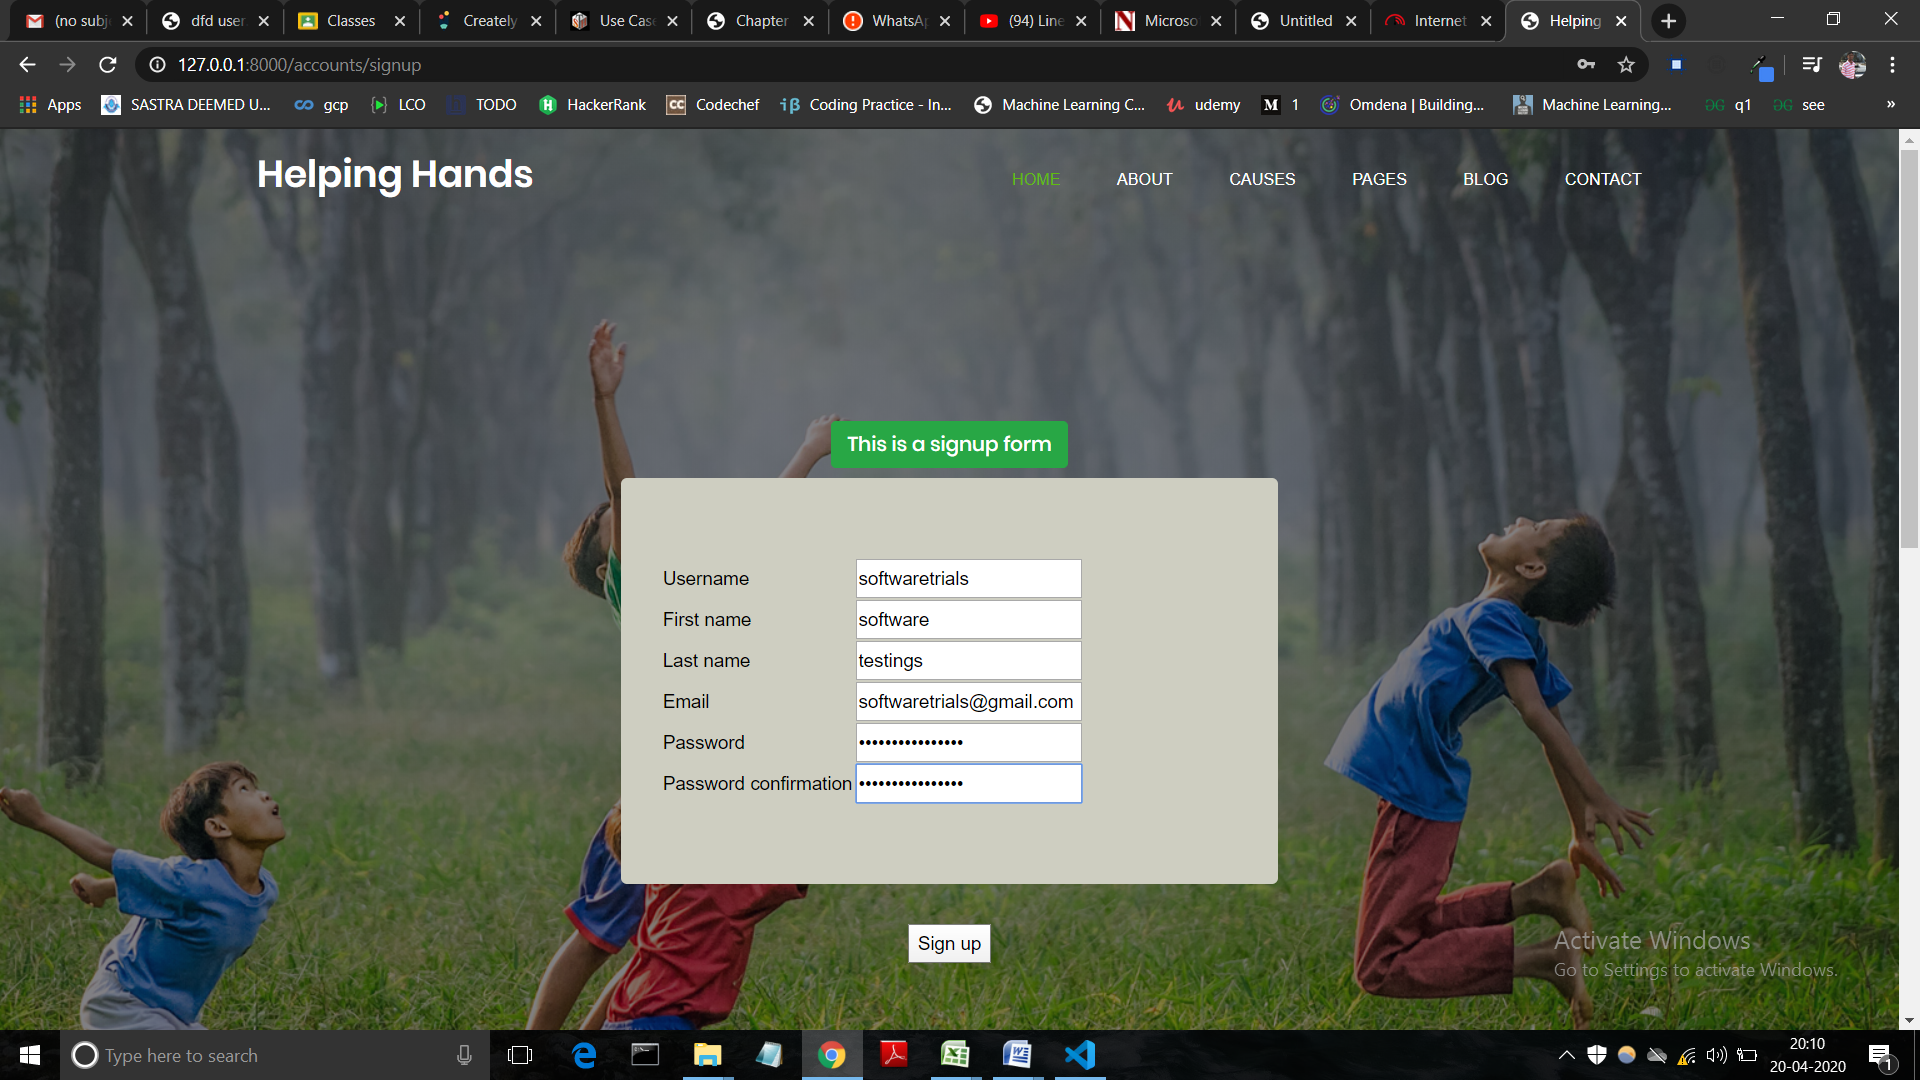 (no subj
dfd user
Classes
Creately
Use Cas
Chapter
WhatsA
(94) Line
Microso
Untitled
Internet
Helping
127.0.0.1:8000/accounts/signup
Apps
SASTRA DEEMED U...
gcp
LCO
TODO
HackerRank
CC
Codechef
iβ
Coding Practice - In...
Machine Learning C...
udemy
M
1
Omdena | Building...
Machine Learning...
q1
see
»
Helping Hands
HOME
ABOUT
CAUSES
PAGES
BLOG
CONTACT
This is a signup form
Username
softwaretrials
First name
software
Last name
testings
Email
softwaretrials@gmail.com
Password
••••••••••••••••
Password confirmation
••••••••••••••••
Sign up
Activate Windows
Go to Settings to activate Windows.
Type here to search
20:10
20-04-2020
1